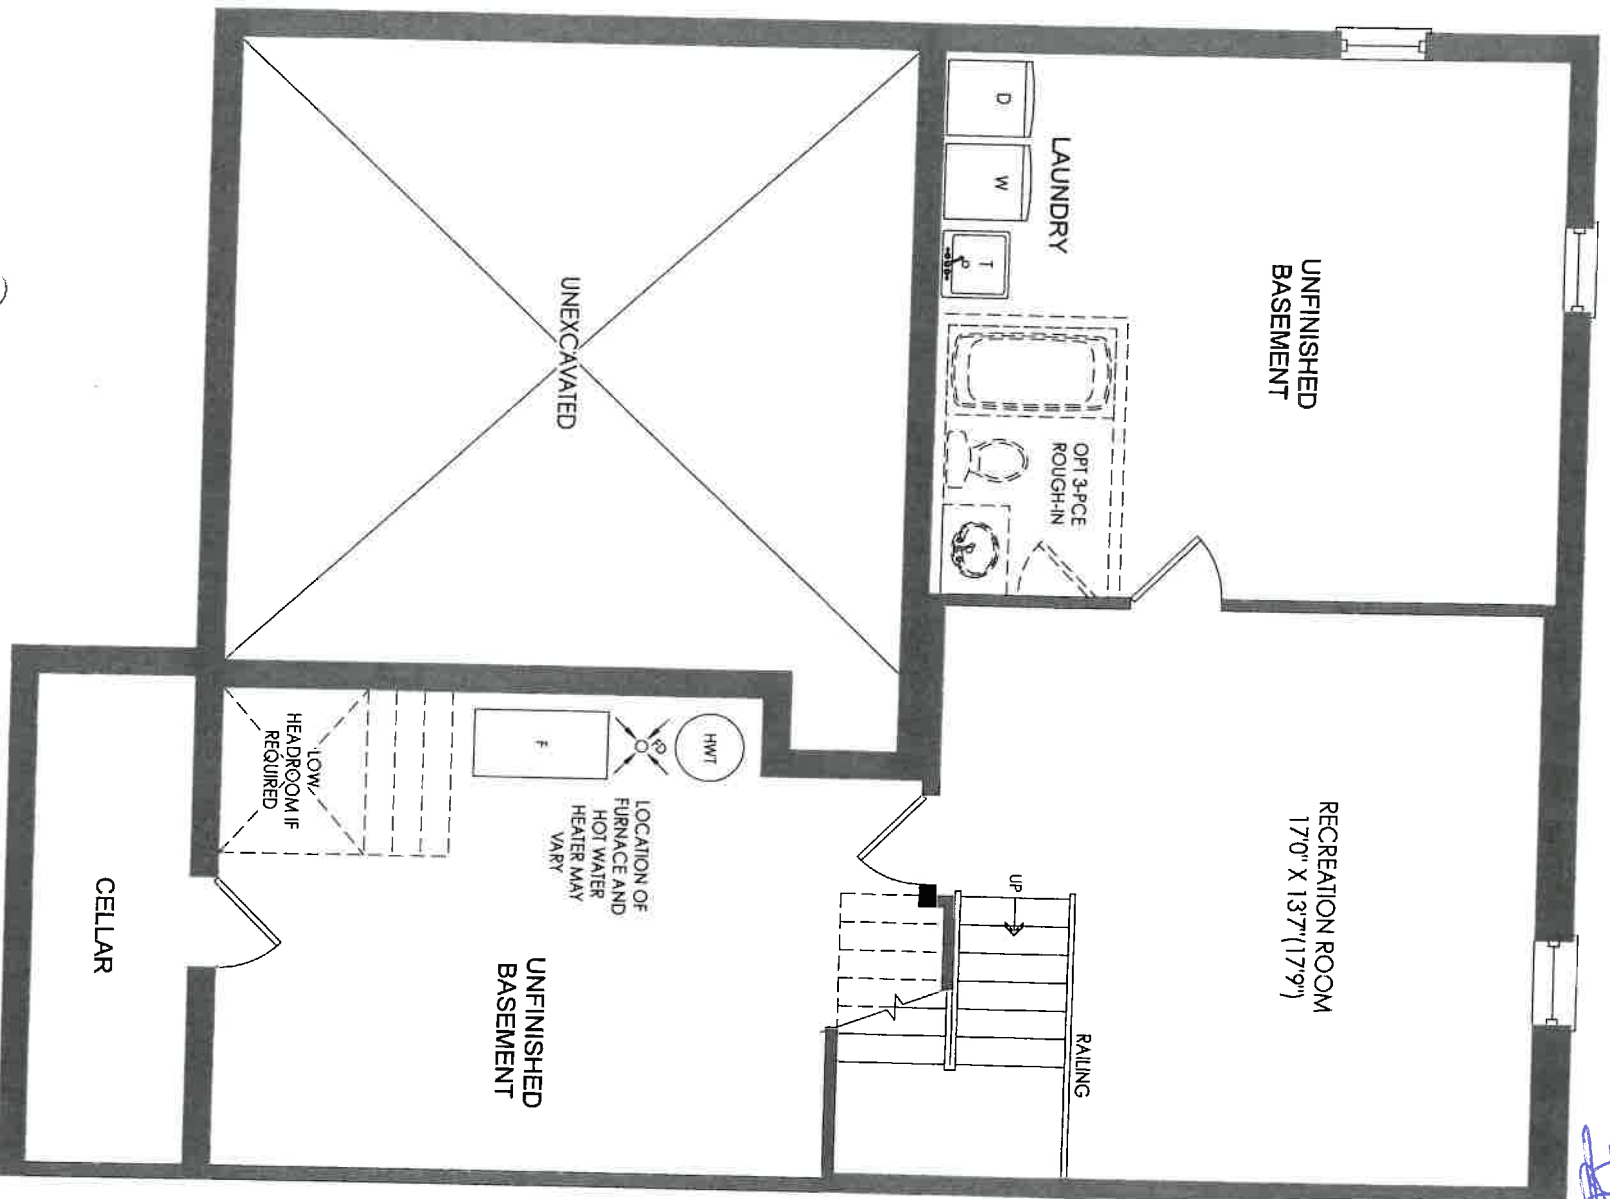 D
W
T
LAUNDRY
UNFINISHED
BASEMENT
OPT 3-PCE
ROUGH-IN
UNEXCAVATED
RECREATION ROOM
17'0" X 13'7"(17'9")
UP
RAILING
HWT
FD
F
LOCATION OF
FURNACE AND
HOT WATER
HEATER MAY
VARY
LOW
HEADROOM IF
REQUIRED
UNFINISHED
BASEMENT
CELLAR